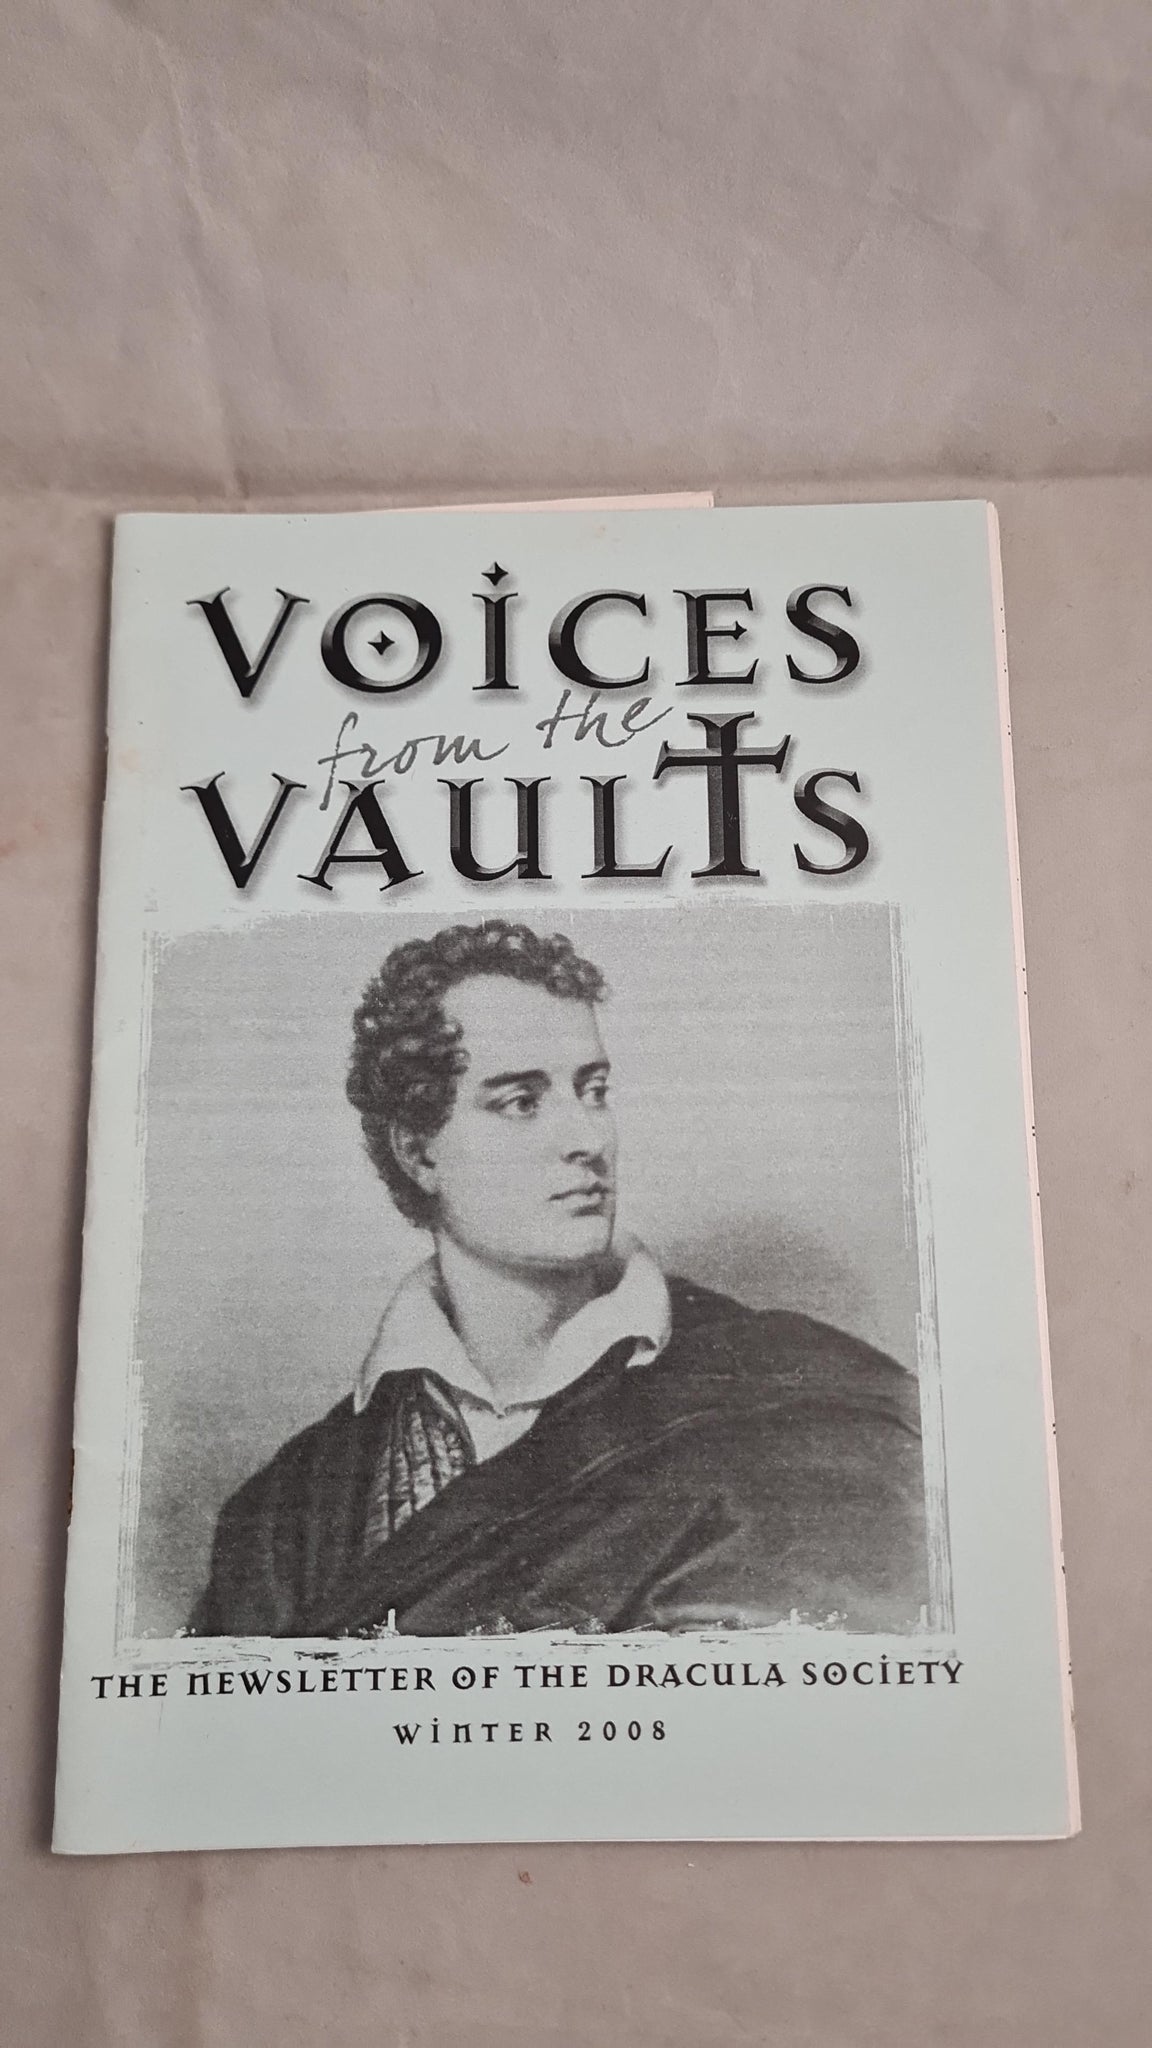 VOICES
from the
VAULTS
THE NEWSLETTER OF THE DRACULA SOCIETY
WINTER 2008